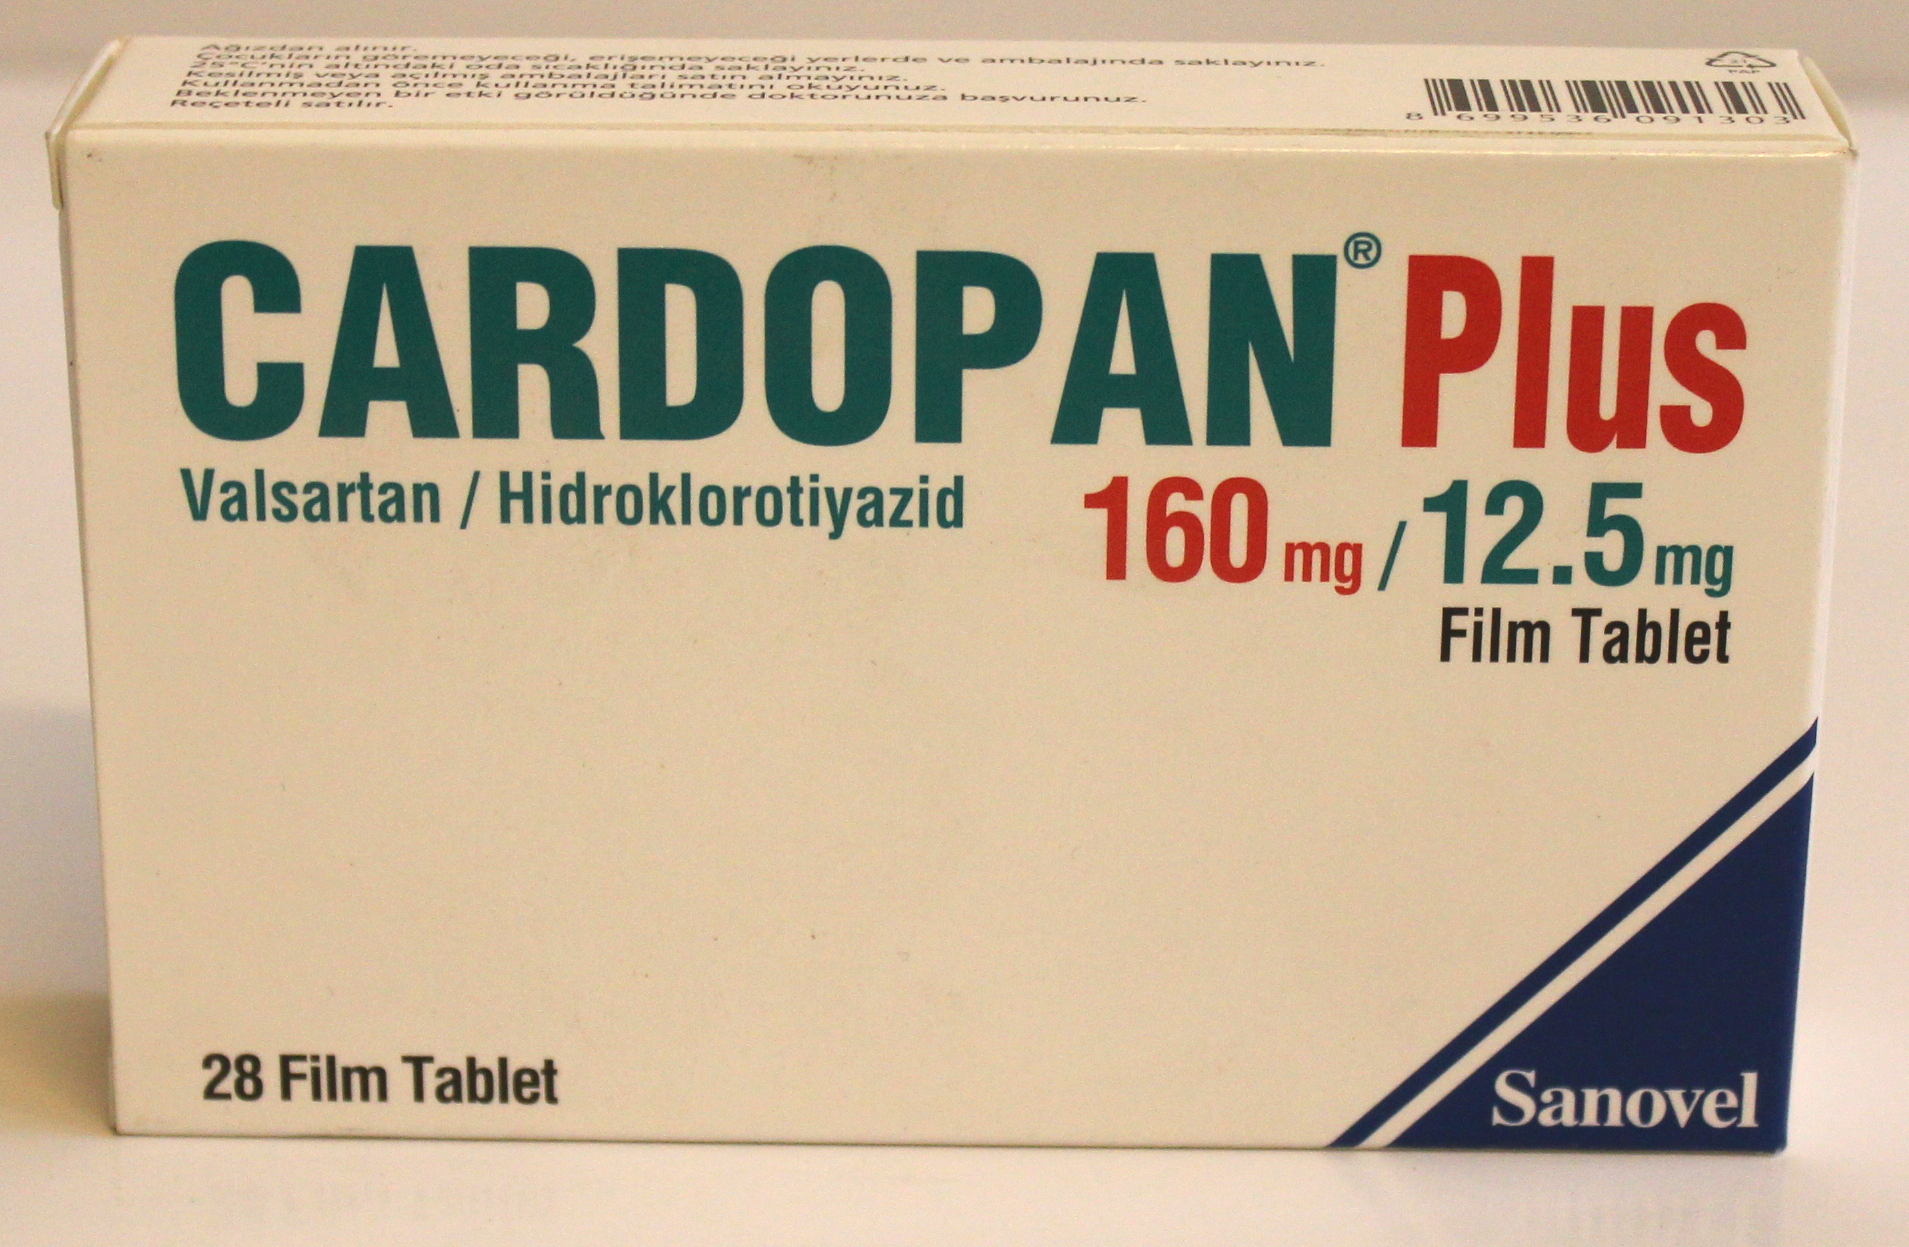 Ağızdan alınır.
Çocukların göremeyeceği, erişemeyeceği yerlerde ve ambalajında saklayınız.
25°C'nin altındaki oda sıcaklığında saklayınız.
Kesilmiş veya açılmış ambalajları satın almayınız.
Kullanmadan önce kullanma talimatını okuyunuz.
Beklenmeyen bir etki görüldüğünde doktorunuza başvurunuz.
Reçeteli satılır.
21
PAP
8 699536 091303
CARDOPAN® Plus
Valsartan / Hidroklorotiyazid
160 mg / 12.5 mg
Film Tablet
28 Film Tablet
Sanovel